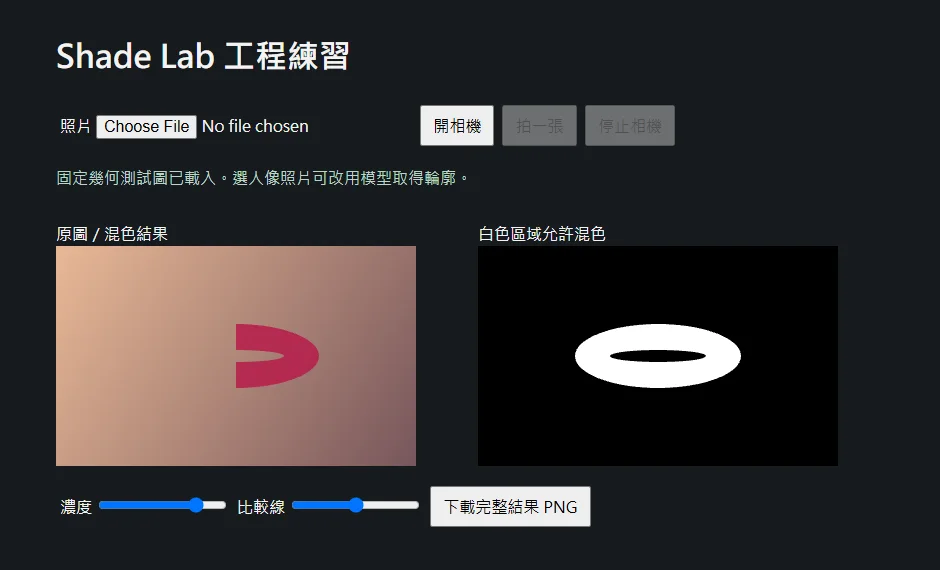 Shade Lab 工程練習
照片 Choose File No file chosen 開相機 拍一張 停止相機
固定幾何測試圖已載入。選人像照片可改用模型取得輪廓。
原圖 / 混色結果 白色區域允許混色
濃度 比較線 下載完整結果 PNG